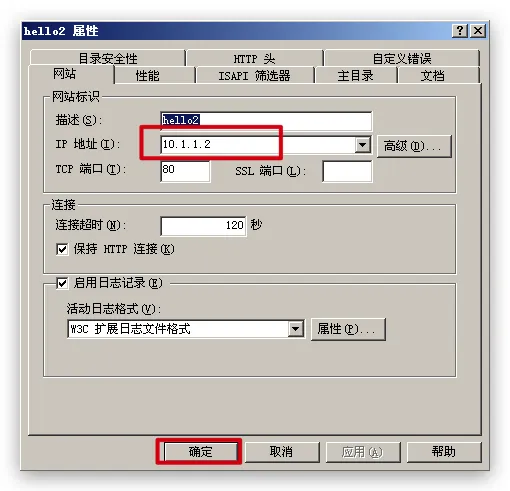 hello2 属性
目录安全性 HTTP 头 自定义错误
网站 性能 ISAPI 筛选器 主目录 文档
网站标识
描述(S): hello2
IP 地址(I): 10.1.1.2 高级(D)...
TCP 端口(T): 80 SSL 端口(L):
连接
连接超时(N): 120 秒
保持 HTTP 连接(K)
启用日志记录(E)
活动日志格式(V):
W3C 扩展日志文件格式 属性(P)...
确定 取消 应用(A) 帮助